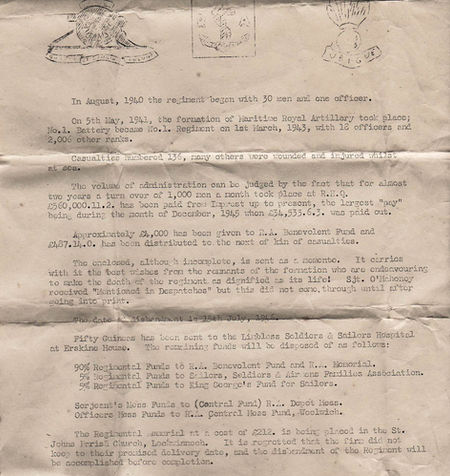 UBIQUE
In August, 1940 the regiment began with 30 men and one officer.
On 5th May, 1941, the formation of Maritime Royal Artillery took place;
No.1. Battery became No.1. Regiment on 1st March, 1943, with 18 officers and
2,006 other ranks.
Casualties numbered 136, many others were wounded and injured whilst
at sea.
The volume of administration can be judged by the fact that for almost
two years a turn over of 1,000 men a month took place at R.H.Q.
£560,000.11.2. has been paid from Imprest up to present, the largest "pay"
being during the month of December, 1945 when £34,535.6.3. was paid out.
Approximately £4,000 has been given to R.A. Benevolent Fund and
£487.14.0. has been distributed to the next of kin of casualties.
The enclosed, although incomplete, is sent as a momento. It carries
with it the best wishes from the remnants of the formation who are endeavouring
to make the death of the regiment as dignified as its life! Sjt. O'Mahoney
received "Mentioned in Despatches" but this did not come through until after
going into print.
The date of disbandment is 15th July,
Fifty Guineas has been sent to the Limbless Soldiers & Sailors Hospital
at Erskine House. The remaining funds will be disposed of as follows:
90% Regimental Funds to R.A. Benevolent Fund and R.A. Memorial.
5% Regimental Funds to Sailors, Soldiers & Air mens Families Association.
5% Regimental Funds to King George's Fund for Sailors.
Serjeant's Mess Funds to (Central Fund) R.A. Depot Mess.
Officers Mess Funds to R.A. Central Mess Fund, Woolwich.
The Regimental memorial at a cost of £212. is being placed in the St.
Johns Parish Church, Lochwinnoch. It is regretted that the firm did not
keep to their promised delivery date, and the disbandment of the Regiment will
be accomplished before completion.